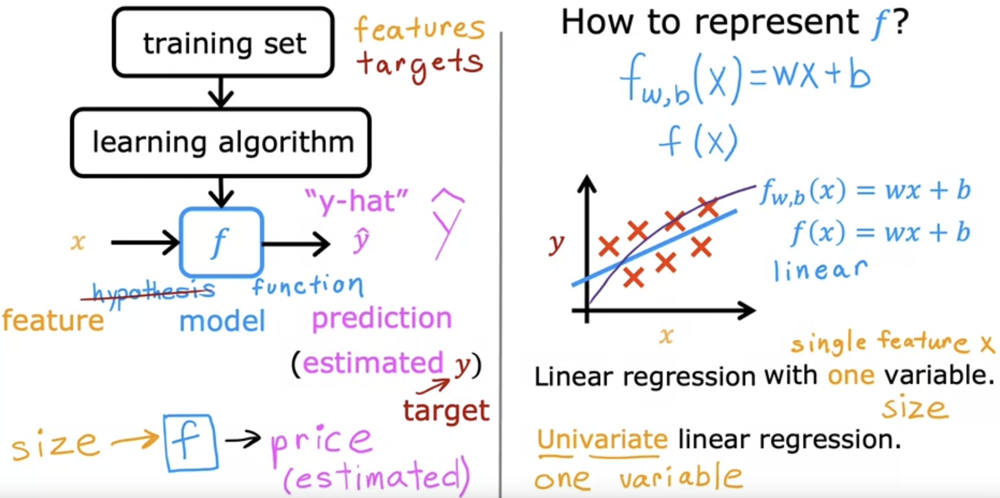 training set
features
targets
learning algorithm
"y-hat"
x
f
ŷ
ŷ
hypothesis
function
feature
model
prediction
(estimated y)
target
size → f → price
(estimated)
How to represent f?
f_{w,b}(x) = wx + b
f(x)
y
x
f_{w,b}(x) = wx + b
f(x) = wx + b
linear
single feature x
Linear regression with one variable.
size
Univariate linear regression.
one variable